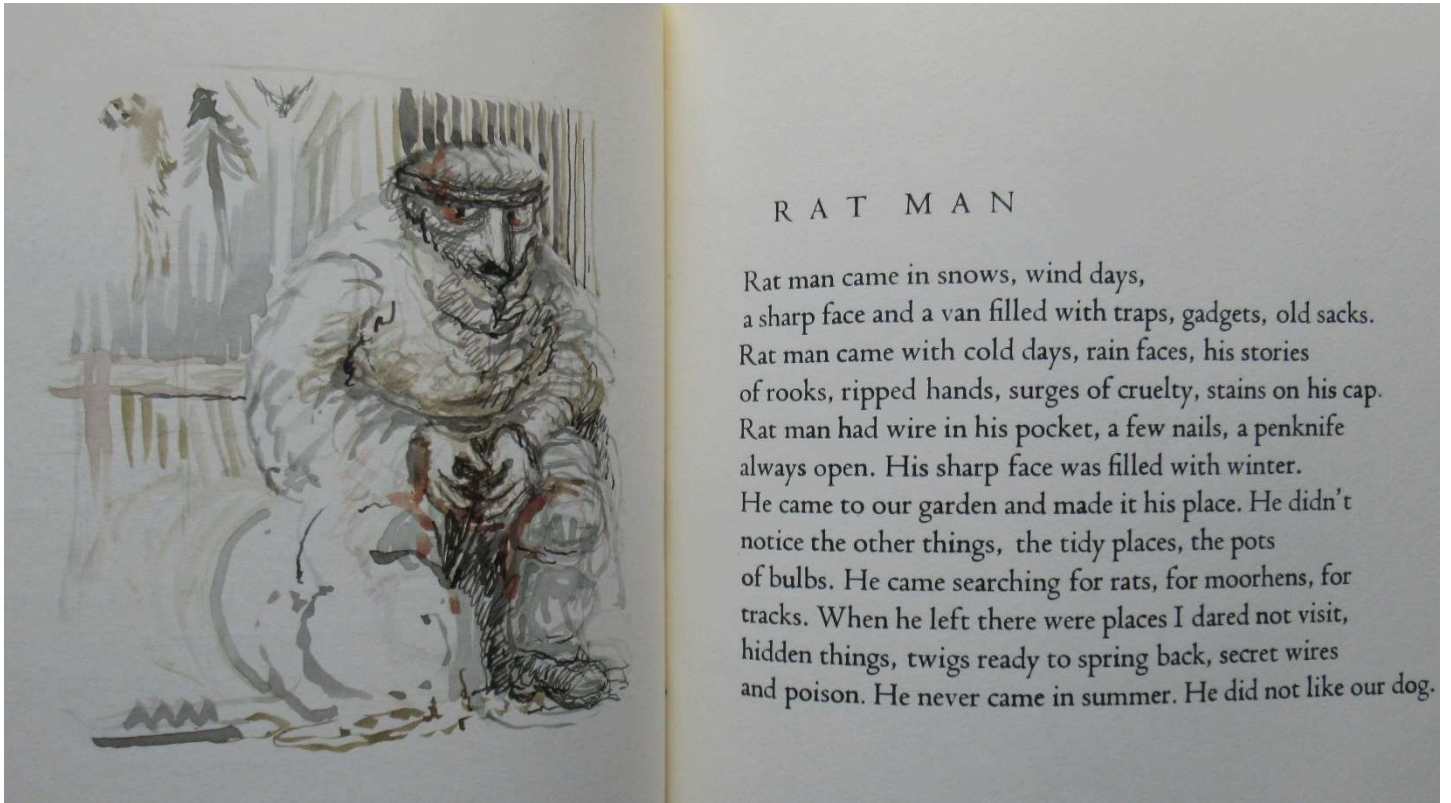 RAT MAN
Rat man came in snows, wind days,
a sharp face and a van filled with traps, gadgets, old sacks.
Rat man came with cold days, rain faces, his stories
of rooks, ripped hands, surges of cruelty, stains on his cap.
Rat man had wire in his pocket, a few nails, a penknife
always open. His sharp face was filled with winter.
He came to our garden and made it his place. He didn't
notice the other things, the tidy places, the pots
of bulbs. He came searching for rats, for moorhens, for
tracks. When he left there were places I dared not visit,
hidden things, twigs ready to spring back, secret wires
and poison. He never came in summer. He did not like our dog.